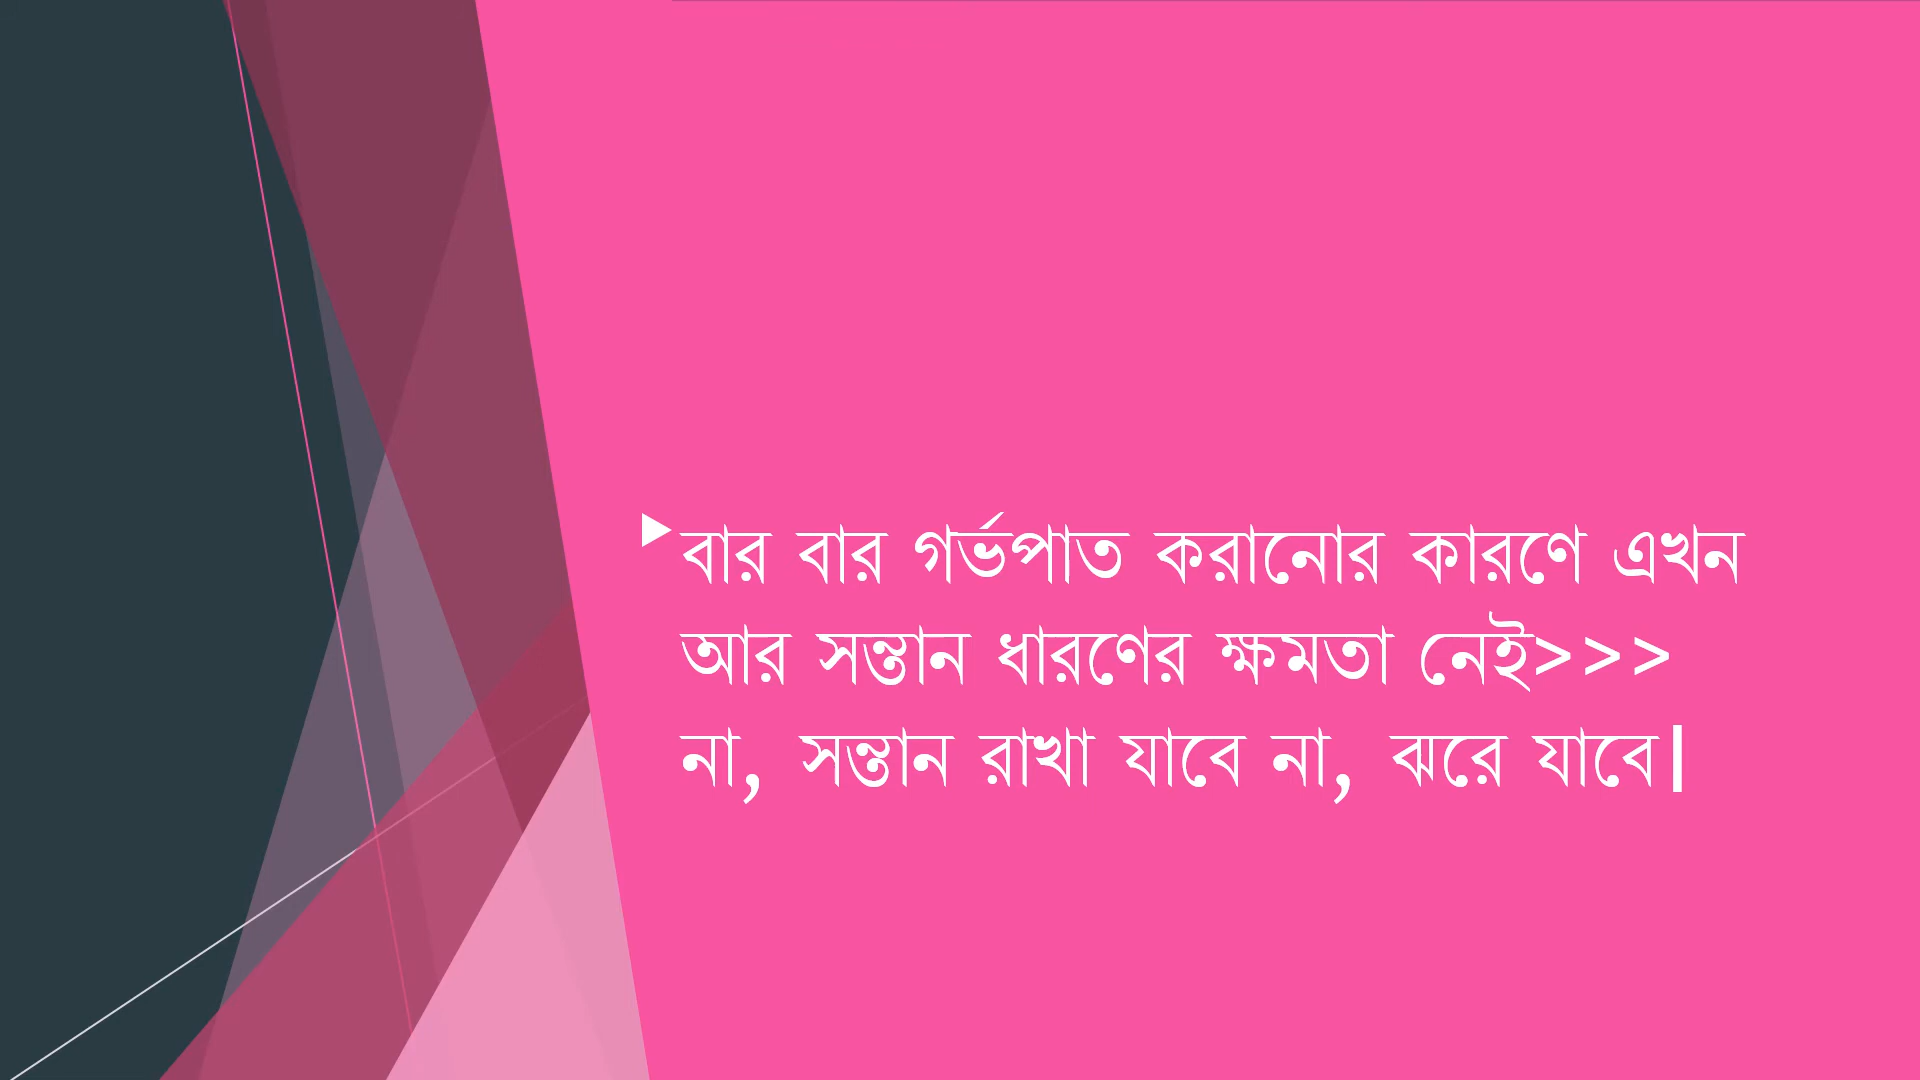 বার বার গর্ভপাত করানোর কারণে এখন
আর সন্তান ধারণের ক্ষমতা নেই>>>
না, সন্তান রাখা যাবে না, ঝরে যাবে।